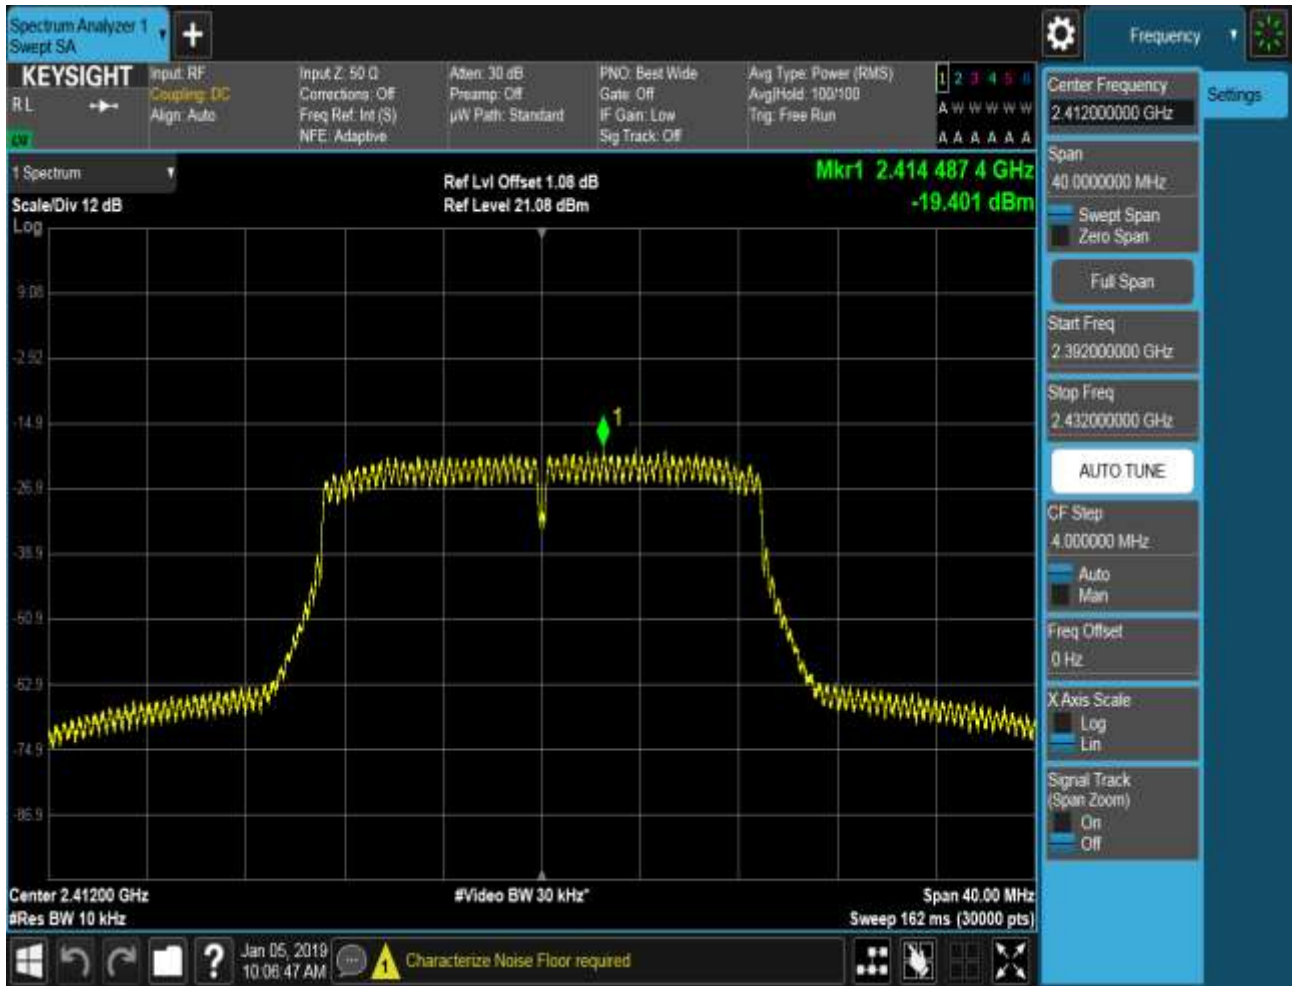 Spectrum Analyzer 1
Swept SA
+
Frequency
KEYSIGHT
R L
Input: RF
Coupling: DC
Align: Auto
Input Z: 50 Ω
Corrections: Off
Freq Ref: Int (S)
NFE: Adaptive
Atten: 30 dB
Preamp: Off
µW Path: Standard
PNO: Best Wide
Gate: Off
IF Gain: Low
Sig Track: Off
Avg Type: Power (RMS)
Avg|Hold: 100/100
Trig: Free Run
1 2 3 4 5 6
A W W W W W
A A A A A A
1 Spectrum
Scale/Div 12 dB
Log
Ref Lvl Offset 1.08 dB
Ref Level 21.08 dBm
Mkr1 2.414 487 4 GHz
-19.401 dBm
9.08
-2.92
-14.9
-26.9
-38.9
-50.9
-62.9
-74.9
-86.9
1
Center 2.41200 GHz
#Res BW 10 kHz
#Video BW 30 kHz*
Span 40.00 MHz
Sweep 162 ms (30000 pts)
Center Frequency
2.412000000 GHz
Settings
Span
40.0000000 MHz
Swept Span
Zero Span
Full Span
Start Freq
2.392000000 GHz
Stop Freq
2.432000000 GHz
AUTO TUNE
CF Step
4.000000 MHz
Auto
Man
Freq Offset
0 Hz
X Axis Scale
Log
Lin
Signal Track
(Span Zoom)
On
Off
?
Jan 05, 2019
10:06:47 AM
1
Characterize Noise Floor required